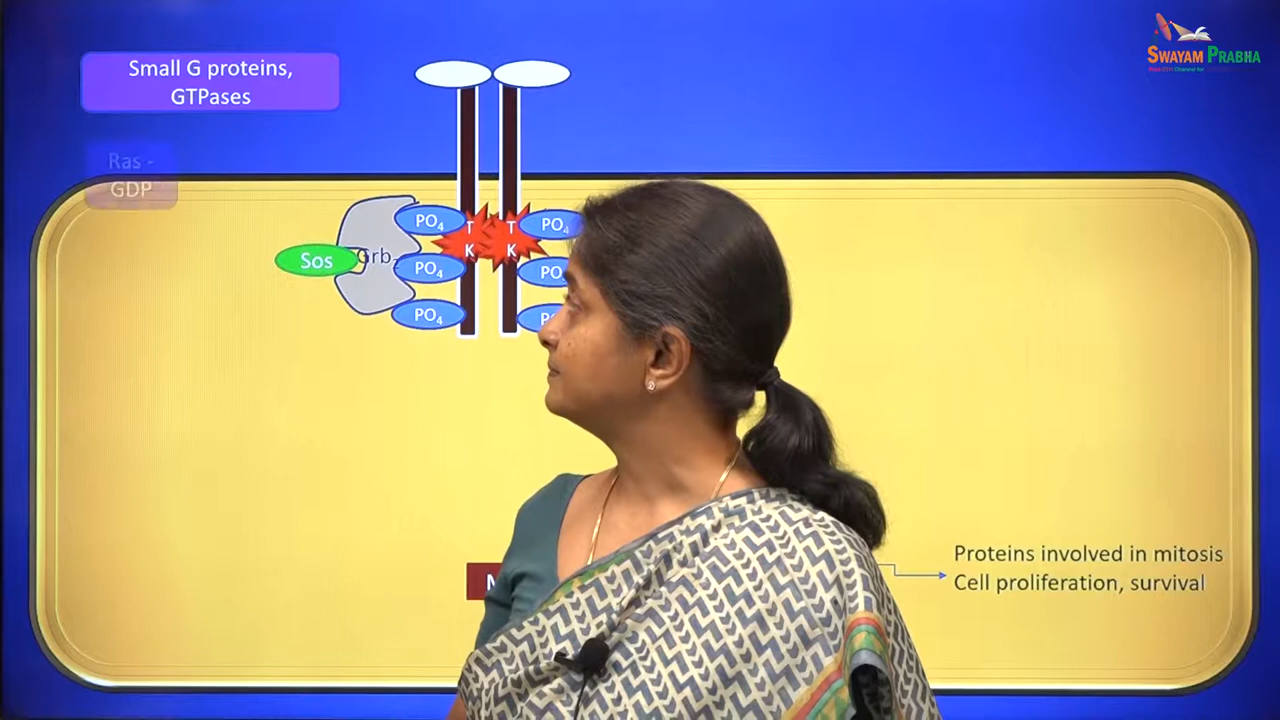 SWAYAM PRABHA
Small G proteins,
GTPases
Ras -
GDP
Sos
Grb2
PO4
PO4
PO4
T
K
T
K
PO4
Proteins involved in mitosis
Cell proliferation, survival